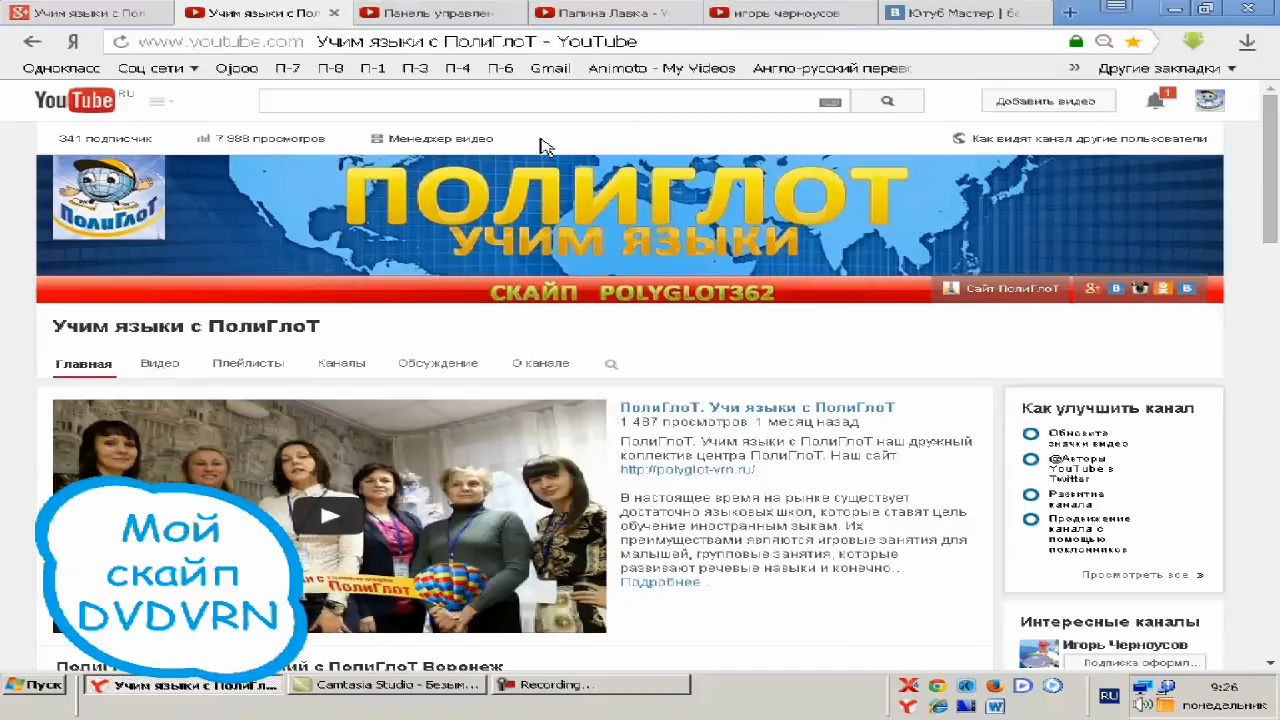 Учим языки с П
Учим языки с Пол
Панель управлен
Папина Лавка - Y
игорь черноусов
Ютуб Мастер | бе
www.youtube.com Учим языки с ПолиГлоТ - YouTube
Однокласс Соц сети Ojooo П-7 П-8 П-1 П-3 П-4 П-6 Gmail Animoto - My Videos Англо-русский перев » Другие закладки
YouTube RU
Добавить видео
1
341 подписчик 7 988 просмотров Менеджер видео Как видят канал другие пользователи
ПолиГлоТ
ПОЛИГЛОТ
УЧИМ ЯЗЫКИ
СКАЙП POLYGLOT362
Сайт ПолиГлоТ
Учим языки с ПолиГлоТ
Главная Видео Плейлисты Каналы Обсуждение О канале
ПолиГлоТ. Учи языки с ПолиГлоТ
1 487 просмотров 1 месяц назад
ПолиГлоТ. Учим языки с ПолиГлоТ наш дружный
коллектив центра ПолиГлоТ. Наш сайт
http://polyglot-vrn.ru/
В настоящее время на рынке существует
достаточно языковых школ, которые ставят цель
обучение иностранным зыкам. Их
преимуществами являются игровые занятия для
малышей, групповые занятия, которые
развивают речевые навыки и конечно...
Подробнее...
Как улучшить канал
Обновите
значки видео
@Авторы
YouTube в
Twitter
Развитие
канала
Продвижение
канала с
помощью
поклонников
Просмотреть все »
Интересные каналы
Игорь Черноусов
Подписка оформл...
с ПолиГлоТ
Мой
скайп
DVDVRN
ий с ПолиГлоТ Воронеж
Пуск
Учим языки с ПолиГл...
Camtasia Studio - Безым...
Recording...
RU
9:26
понедельник